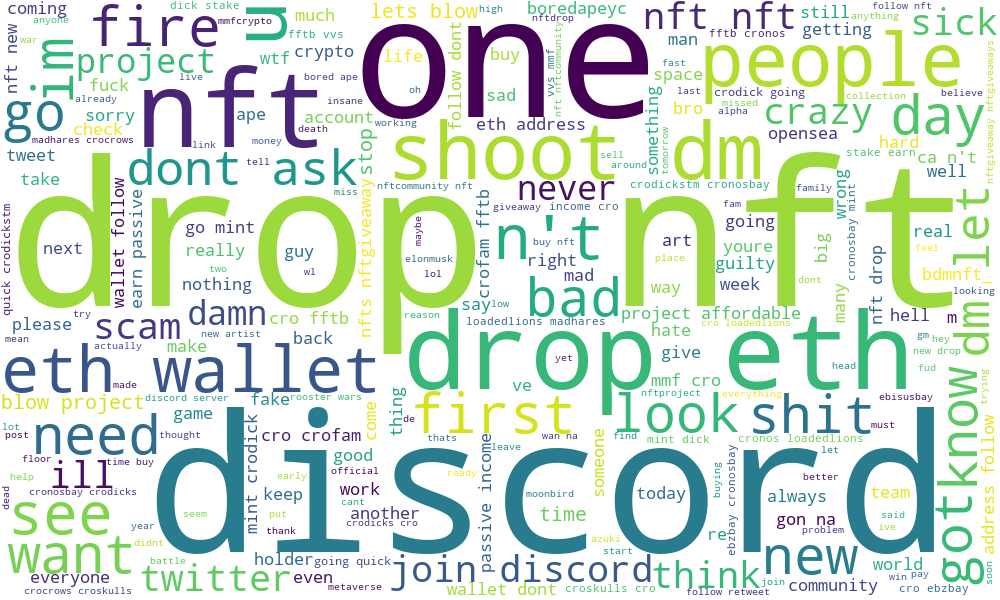 coming
fire
u
dick stake
mmfcrypto
lets blow
high
boredapeyc
nft nft
still
follow nft
anyone
war
nft new
im
project
fftb vvs
much
wtf
crypto
life
one
buy
nftdrop
man
fftb cronos
getting
anything
sick
fuck
live
bored ape
follow dont
vvs mmf
nft nftcommunity
people
space
fast
crodick going
last
collection
believe
nftgiveaways
go
already
nft
ape
insane
account
oh
sad
bro
missed
alpha
crazy
day
sorry
check
money
death
working
eth address
something
tomorrow
opensea
hard
madhares crocrows
link
stop
shoot
dm
stake earn
tweet
tell
dont ask
sell
around
ca n't
well
take
miss
nftcommunity nft
never
crodickstm cronosbay
family
wrong
cronosbay mint
let
quick crodickstm
drop nft
wallet follow
earn passive
go mint
giveaway
income cro
fam
going
art
real
next
really
guy
nfts nftgiveaway
maybe
elonmusk
crofam fftb
n't
buy nft
right
youre
big
nft drop
feel
two
wl
lol
mad
place
way
guilty
week
dont
many
bdmnft
looking
try
nothing
reason
say
low
bad
project affordable
dm
please
scam
damn
cro fftb
loadedlions madhares
hate
cro loadedlions
hell
m
mean
new artist
back
drop eth
gm
hey
actually
make
yet
give
head
new drop
fud
eth wallet
ve
mmf cro
everything
trying
made
discord server
fake
rooster wars
thing
de
first
nftproject
ebisusbay
blow project
game
come
look
shit
gotknow
lot
post
need
thought
mint crodick
cro crofam
thats
wan na
find
mint dick
cronos loadedlions
must
floor
time buy
good
leave
someone
let
address follow
ill
early
official
ready
passive income
discord
moonbird
today
buying
ebzbay cronosbay
better
always
team
dead
help
cronosbay crodicks
keep
work
cant
see
seem
put
another
time
gon na
said
year
thank
crodicks cro
azuki
re
problem
ive
want
didnt
holder
going quick
start
new
world
battle
join discord
think
soon
everyone
twitter
even
join
community
win
pay
crocrows croskulls
metaverse
wallet dont
croskulls cro
follow retweet
cro ebzbay